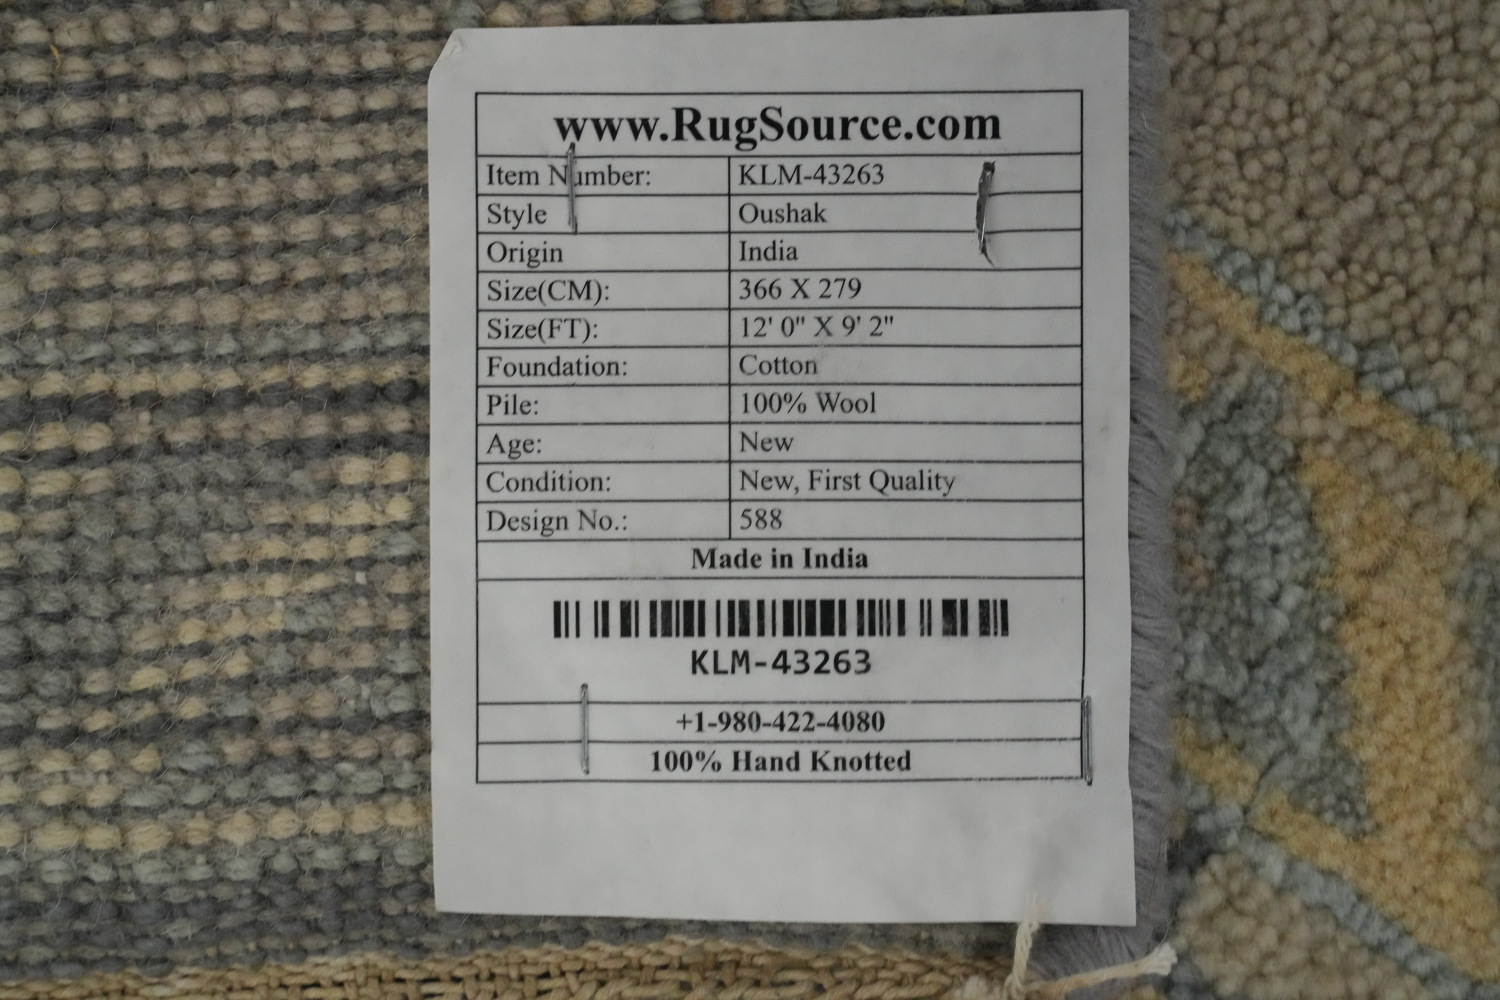 www.RugSource.com
Item Number: KLM-43263
Style Oushak
Origin India
Size(CM): 366 X 279
Size(FT): 12' 0" X 9' 2"
Foundation: Cotton
Pile: 100% Wool
Age: New
Condition: New, First Quality
Design No.: 588
Made in India
KLM-43263
+1-980-422-4080
100% Hand Knotted